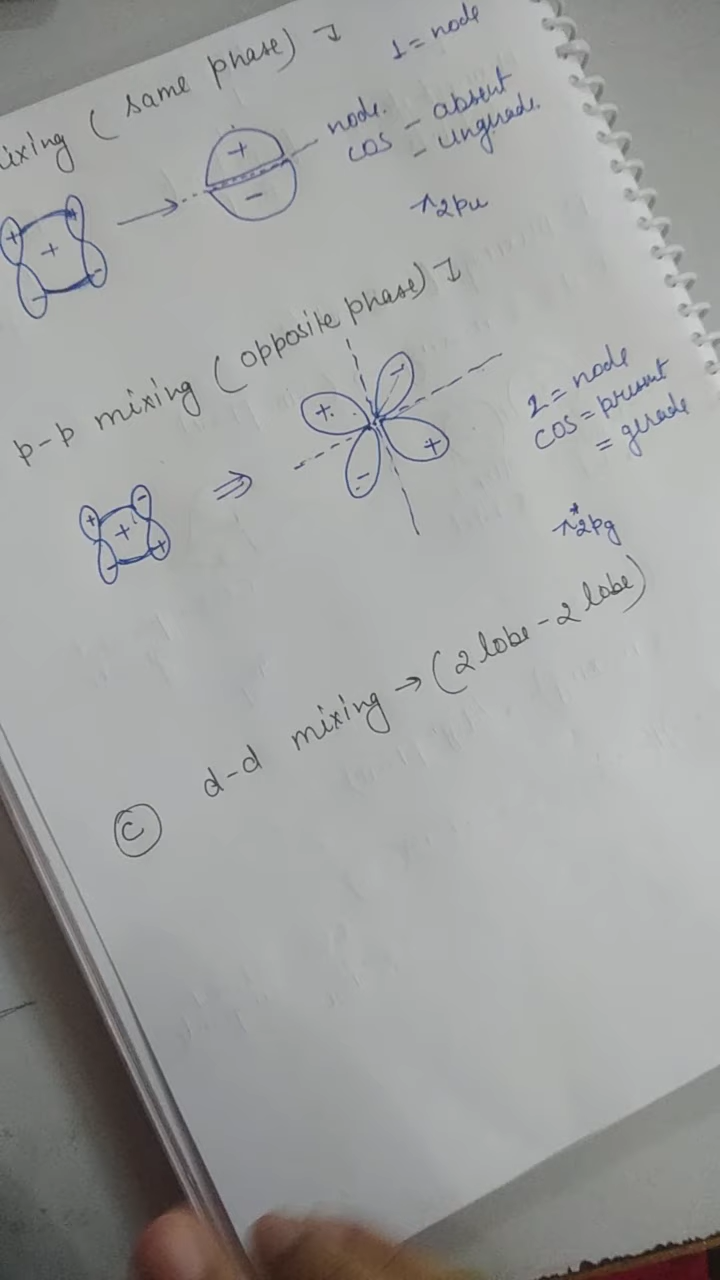 ixing (same phase) ⇁
1 = node
node.
COS - absent
= ungerade.
π2pu
+
-
+
+
+
-
-
p-p mixing (opposite phase) ⇁
2 = node
COS = present
= gerade
π*2pg
+
-
-
+
+
-
+
-
+
Ⓒ d-d mixing → (2 lobe - 2 lobe)